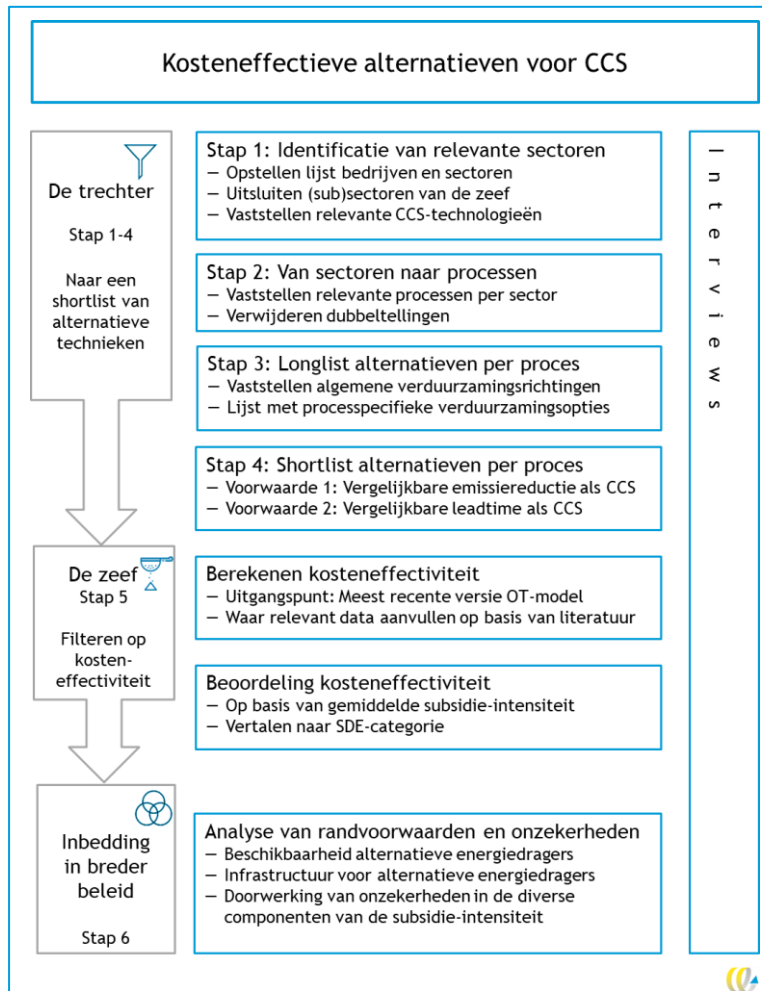 Kosteneffectieve alternatieven voor CCS
De trechter
Stap 1-4
Naar een
shortlist van
alternatieve
technieken
Stap 1: Identificatie van relevante sectoren
— Opstellen lijst bedrijven en sectoren
— Uitsluiten (sub)sectoren van de zeef
— Vaststellen relevante CCS-technologieën
Stap 2: Van sectoren naar processen
— Vaststellen relevante processen per sector
— Verwijderen dubbeltellingen
Stap 3: Longlist alternatieven per proces
— Vaststellen algemene verduurzamingsrichtingen
— Lijst met processpecifieke verduurzamingsopties
Stap 4: Shortlist alternatieven per proces
— Voorwaarde 1: Vergelijkbare emissiereductie als CCS
— Voorwaarde 2: Vergelijkbare leadtime als CCS
De zeef
Stap 5
Filteren op
kosten-
effectiviteit
Berekenen kosteneffectiviteit
— Uitgangspunt: Meest recente versie OT-model
— Waar relevant data aanvullen op basis van literatuur
Beoordeling kosteneffectiviteit
— Op basis van gemiddelde subsidie-intensiteit
— Vertalen naar SDE-categorie
Inbedding
in breder
beleid
Stap 6
Analyse van randvoorwaarden en onzekerheden
— Beschikbaarheid alternatieve energiedragers
— Infrastructuur voor alternatieve energiedragers
— Doorwerking van onzekerheden in de diverse
componenten van de subsidie-intensiteit
Interviews